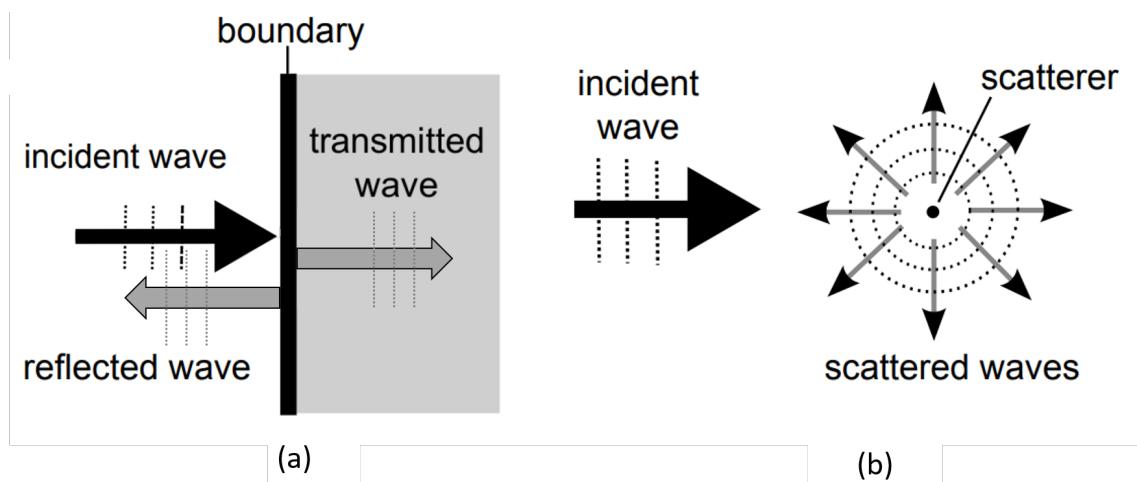 boundary
incident wave
transmitted
wave
reflected wave
(a)
incident
wave
scatterer
scattered waves
(b)